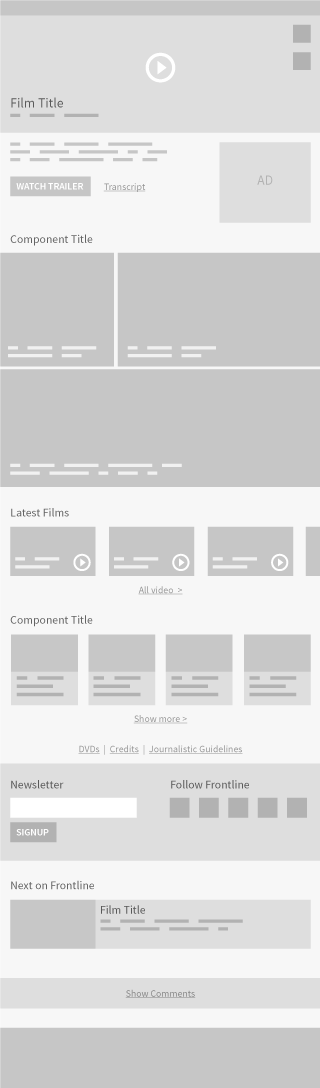 Film Title
WATCH TRAILER
Transcript
AD
Component Title
Latest Films
All video >
Component Title
Show more >
DVDs | Credits | Journalistic Guidelines
Newsletter
Follow Frontline
SIGNUP
Next on Frontline
Film Title
Show Comments